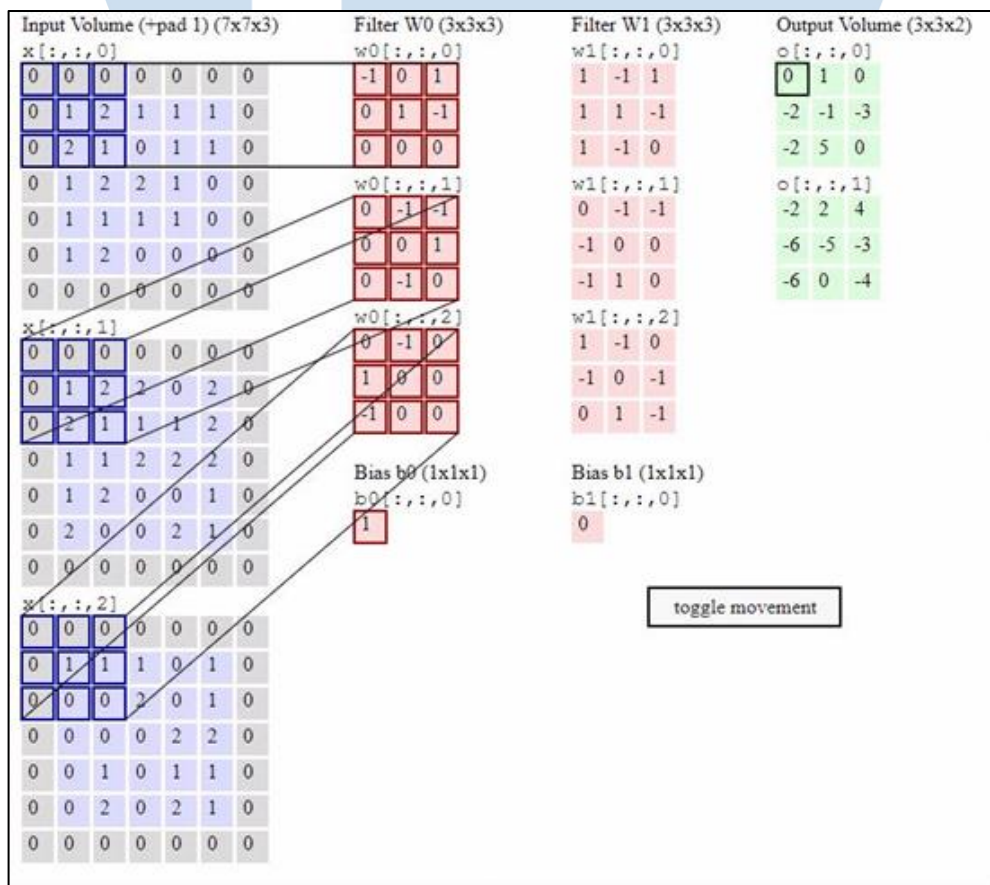 Input Volume (+pad 1) (7x7x3)
x[:,:,0]
0 0 0 0 0 0 0
0 1 2 1 1 1 0
0 2 1 0 1 1 0
0 1 2 2 1 0 0
0 1 1 1 1 0 0
0 1 2 0 0 0 0
0 0 0 0 0 0 0
x[:,:,1]
0 0 0 0 0 0 0
0 1 2 2 0 2 0
0 2 1 1 1 2 0
0 1 1 2 2 2 0
0 1 2 0 0 1 0
0 2 0 0 2 1 0
0 0 0 0 0 0 0
x[:,:,2]
0 0 0 0 0 0 0
0 1 1 1 0 1 0
0 0 0 2 0 1 0
0 0 0 0 2 2 0
0 0 1 0 1 1 0
0 0 2 0 2 1 0
0 0 0 0 0 0 0
Filter W0 (3x3x3)
w0[:,:,0]
-1 0 1
0 1 -1
0 0 0
w0[:,:,1]
0 -1 -1
0 0 1
0 -1 0
w0[:,:,2]
0 -1 0
1 0 0
-1 0 0
Bias b0 (1x1x1)
b0[:,:,0]
1
Filter W1 (3x3x3)
w1[:,:,0]
1 -1 1
1 1 -1
1 -1 0
w1[:,:,1]
0 -1 -1
-1 0 0
-1 1 0
w1[:,:,2]
1 -1 0
-1 0 -1
0 1 -1
Bias b1 (1x1x1)
b1[:,:,0]
0
Output Volume (3x3x2)
o[:,:,0]
0 1 0
-2 -1 -3
-2 5 0
o[:,:,1]
-2 2 4
-6 -5 -3
-6 0 -4
toggle movement